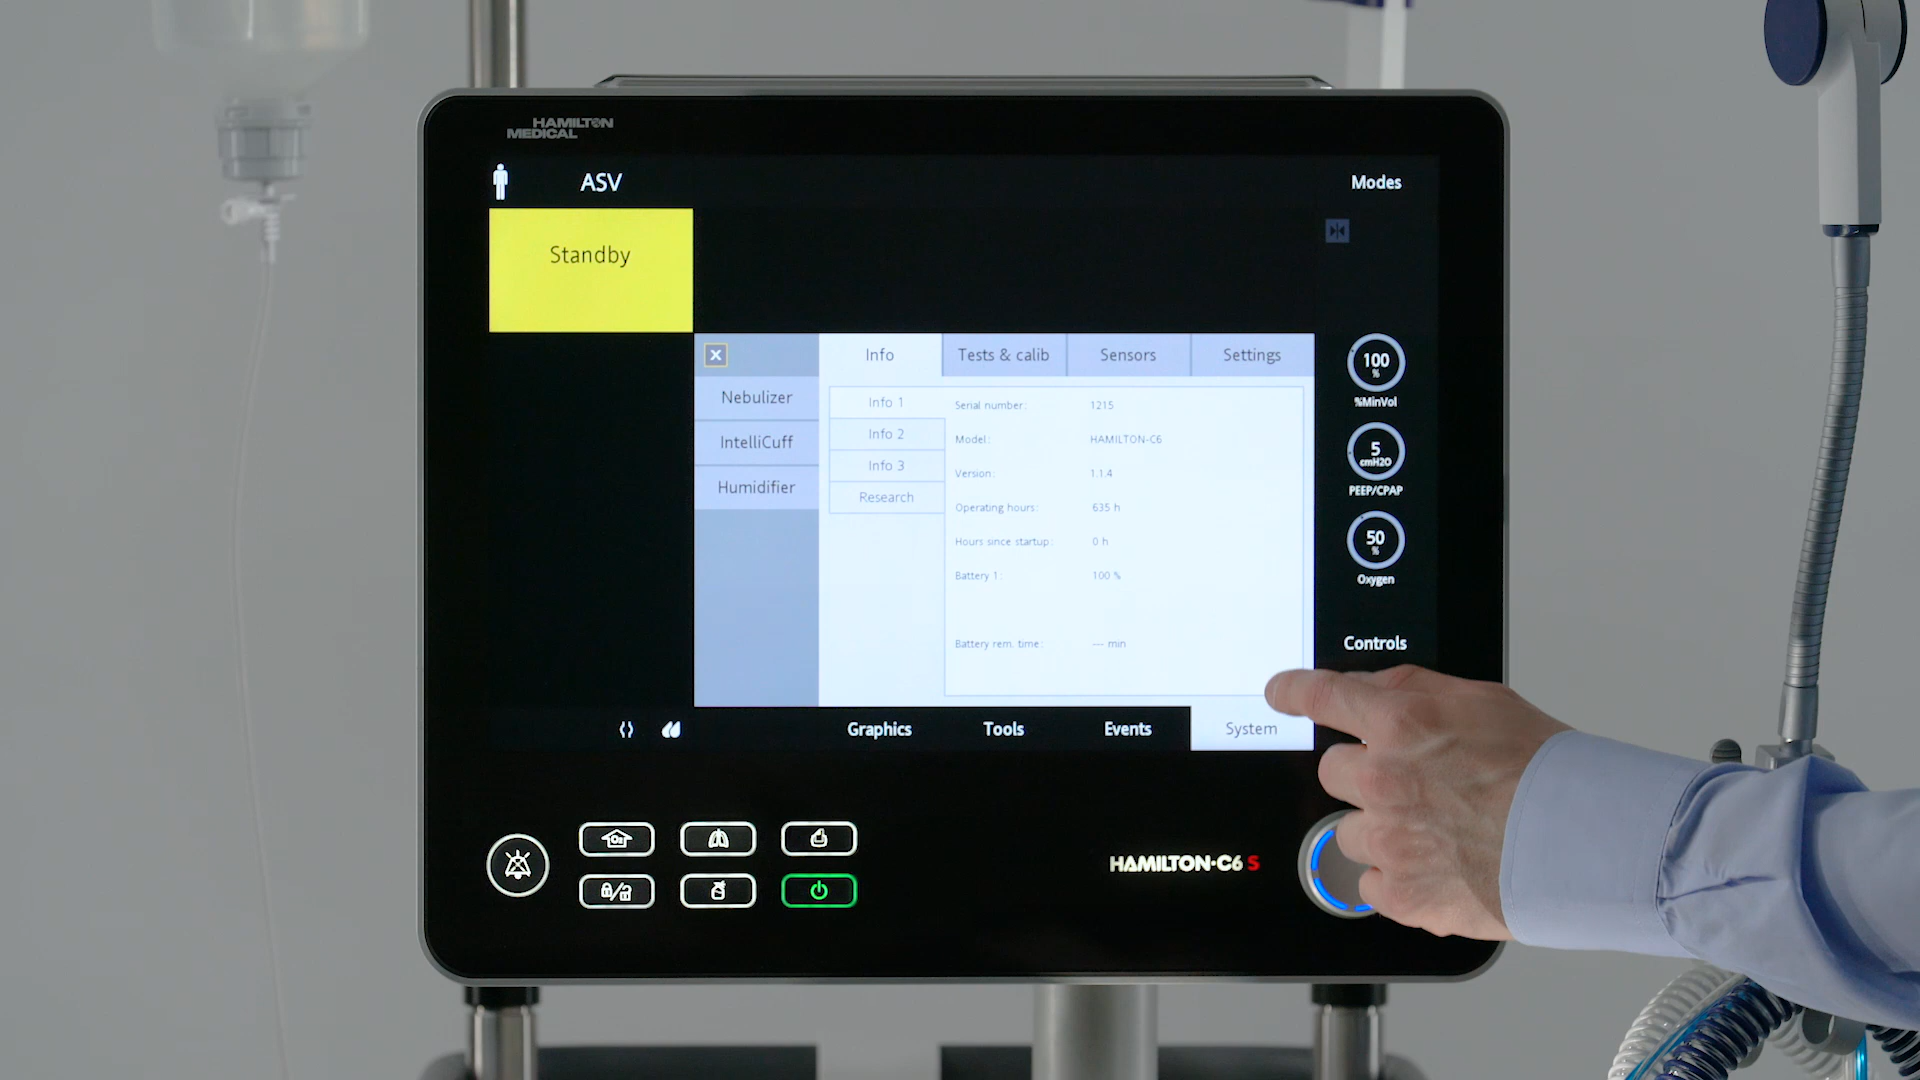 HAMILTON
MEDICAL
ASV
Modes
Standby
Info
Tests & calib
Sensors
Settings
Nebulizer
IntelliCuff
Humidifier
Info 1
Info 2
Info 3
Research
Serial number: 1215
Model: HAMILTON-C6
Version: 1.1.4
Operating hours: 635 h
Hours since startup: 0 h
Battery 1: 100 %
Battery rem. time: --- min
100
%
%MinVol
5
cmH2O
PEEP/CPAP
50
%
Oxygen
Controls
Graphics
Tools
Events
System
O2
HAMILTON·C6 S